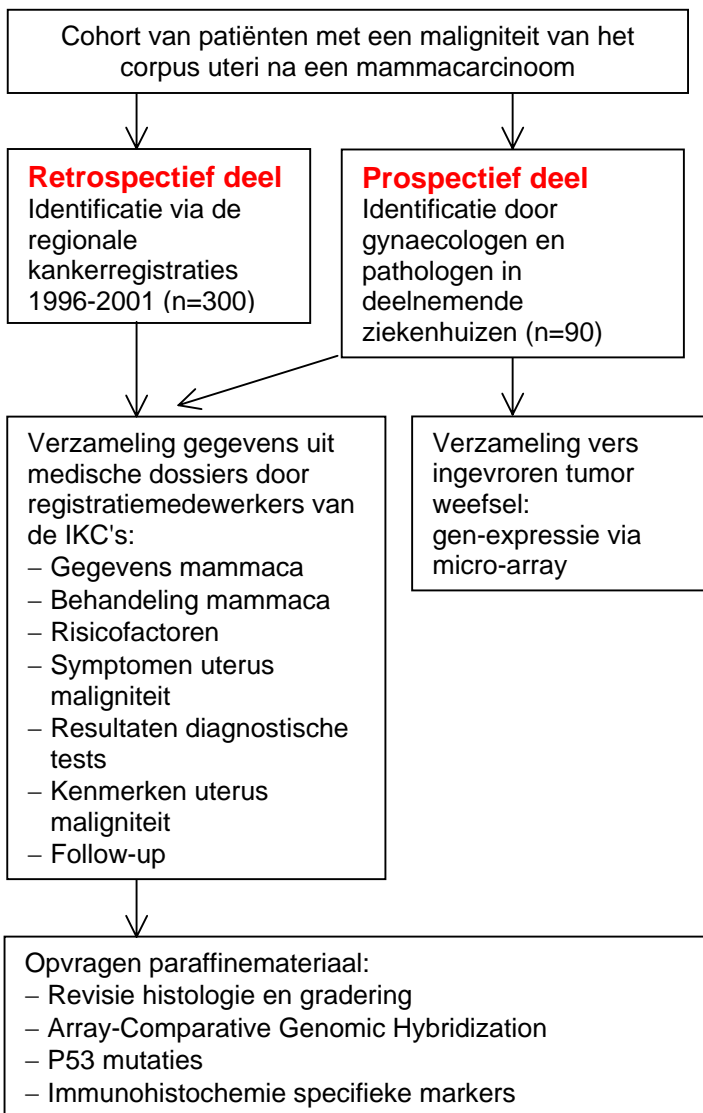 Cohort van patiënten met een maligniteit van het
corpus uteri na een mammacarcinoom
Retrospectief deel
Identificatie via de
regionale
kankerregistraties
1996-2001 (n=300)
Prospectief deel
Identificatie door
gynaecologen en
pathologen in
deelnemende
ziekenhuizen (n=90)
Verzameling gegevens uit
medische dossiers door
registratiemedewerkers van
de IKC's:
– Gegevens mammaca
– Behandeling mammaca
– Risicofactoren
– Symptomen uterus
maligniteit
– Resultaten diagnostische
tests
– Kenmerken uterus
maligniteit
– Follow-up
Verzameling vers
ingevroren tumor
weefsel:
gen-expressie via
micro-array
Opvragen paraffinemateriaal:
– Revisie histologie en gradering
– Array-Comparative Genomic Hybridization
– P53 mutaties
– Immunohistochemie specifieke markers